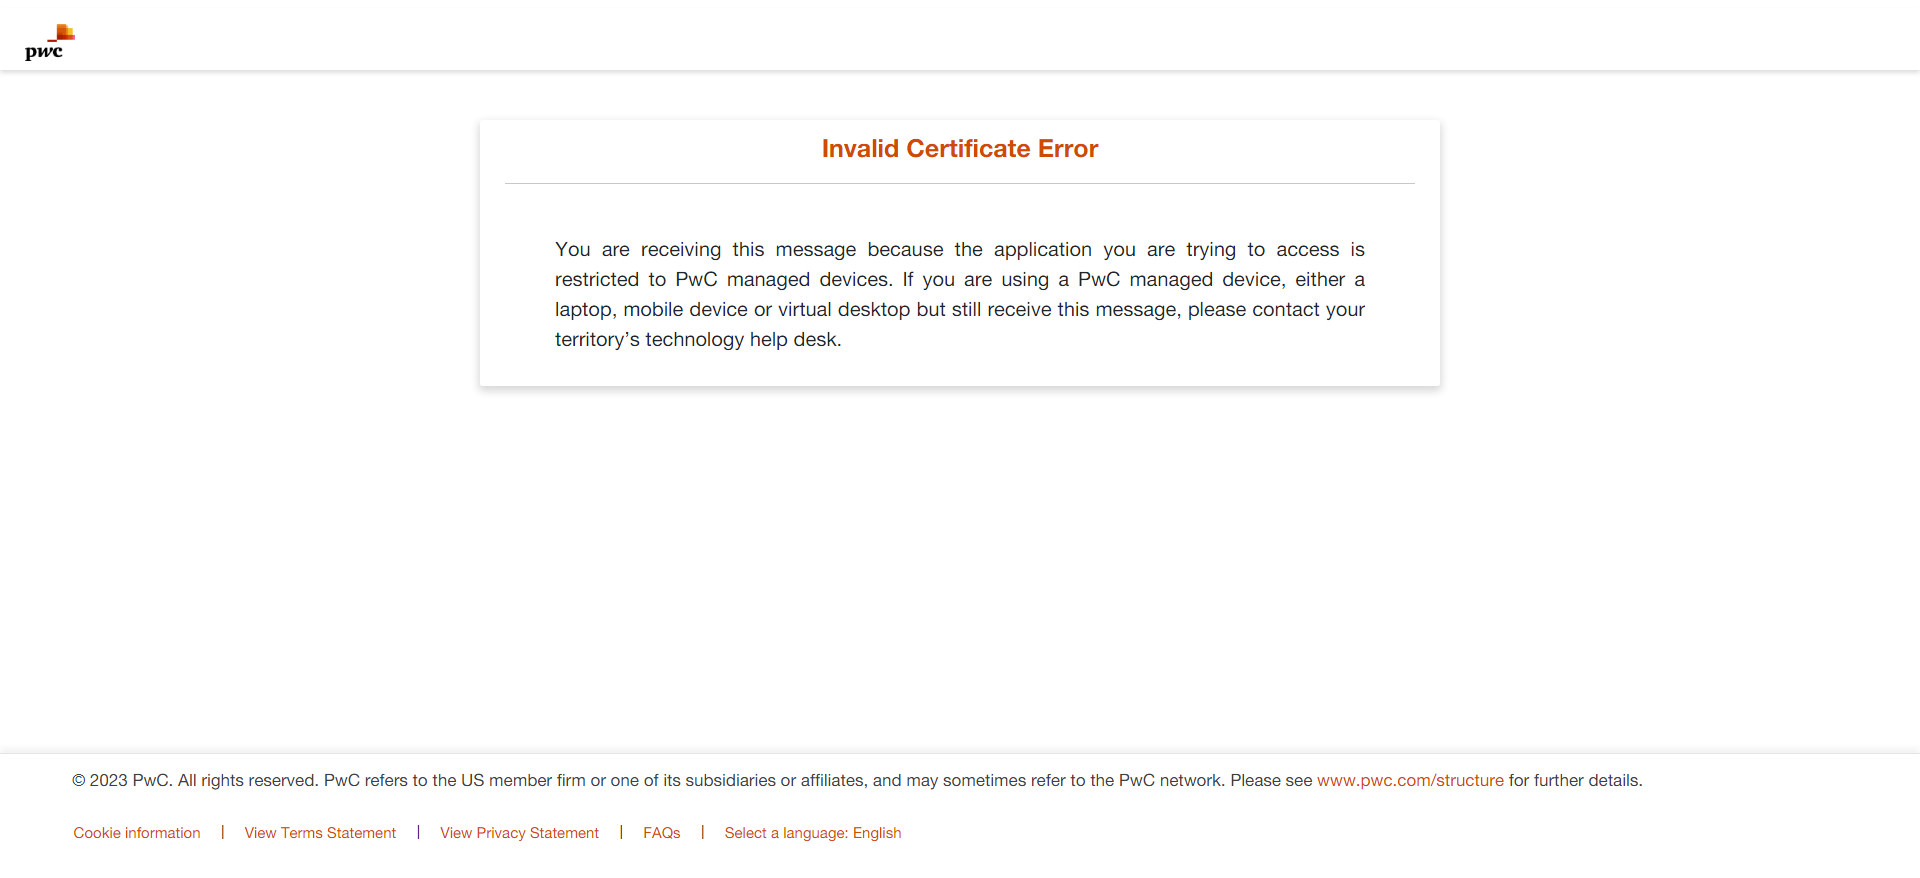 pwc
Invalid Certificate Error
You are receiving this message because the application you are trying to access is
restricted to PwC managed devices. If you are using a PwC managed device, either a
laptop, mobile device or virtual desktop but still receive this message, please contact your
territory’s technology help desk.
© 2023 PwC. All rights reserved. PwC refers to the US member firm or one of its subsidiaries or affiliates, and may sometimes refer to the PwC network. Please see www.pwc.com/structure for further details.
Cookie information | View Terms Statement | View Privacy Statement | FAQs | Select a language: English